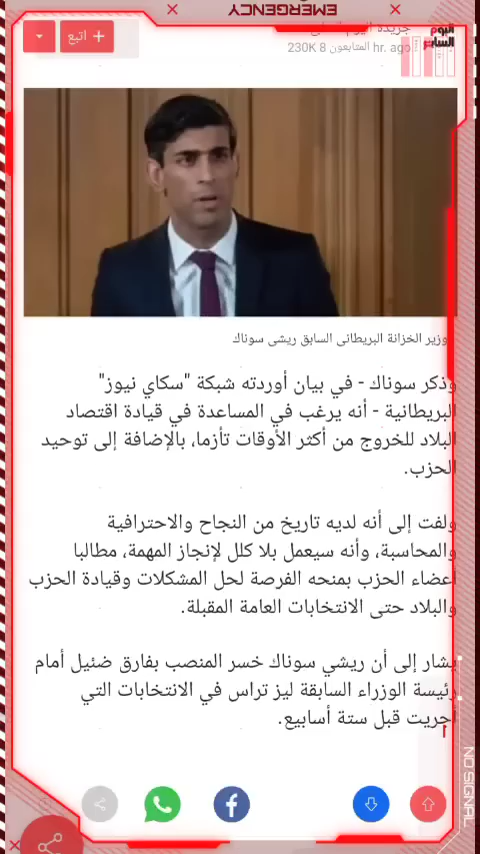 EMERGENCY
اليوم السابع
اتبع +
230K المتابعون 8 hr. ago
وزير الخزانة البريطانى السابق ريشى سوناك
وذكر سوناك - في بيان أوردته شبكة "سكاي نيوز"
البريطانية - أنه يرغب في المساعدة في قيادة اقتصاد
البلاد للخروج من أكثر الأوقات تأزما، بالإضافة إلى توحيد
الحزب.
ولفت إلى أنه لديه تاريخ من النجاح والاحترافية
والمحاسبة، وأنه سيعمل بلا كلل لإنجاز المهمة، مطالبا
أعضاء الحزب بمنحه الفرصة لحل المشكلات وقيادة الحزب
والبلاد حتى الانتخابات العامة المقبلة.
يشار إلى أن ريشي سوناك خسر المنصب بفارق ضئيل أمام
رئيسة الوزراء السابقة ليز تراس في الانتخابات التي
أجريت قبل ستة أسابيع.
NO SIGNAL